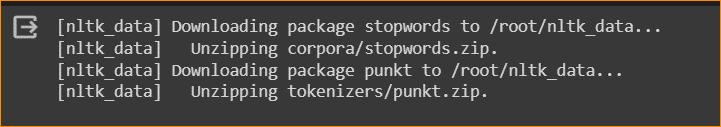 [nltk_data] Downloading package stopwords to /root/nltk_data...
[nltk_data]   Unzipping corpora/stopwords.zip.
[nltk_data] Downloading package punkt to /root/nltk_data...
[nltk_data]   Unzipping tokenizers/punkt.zip.